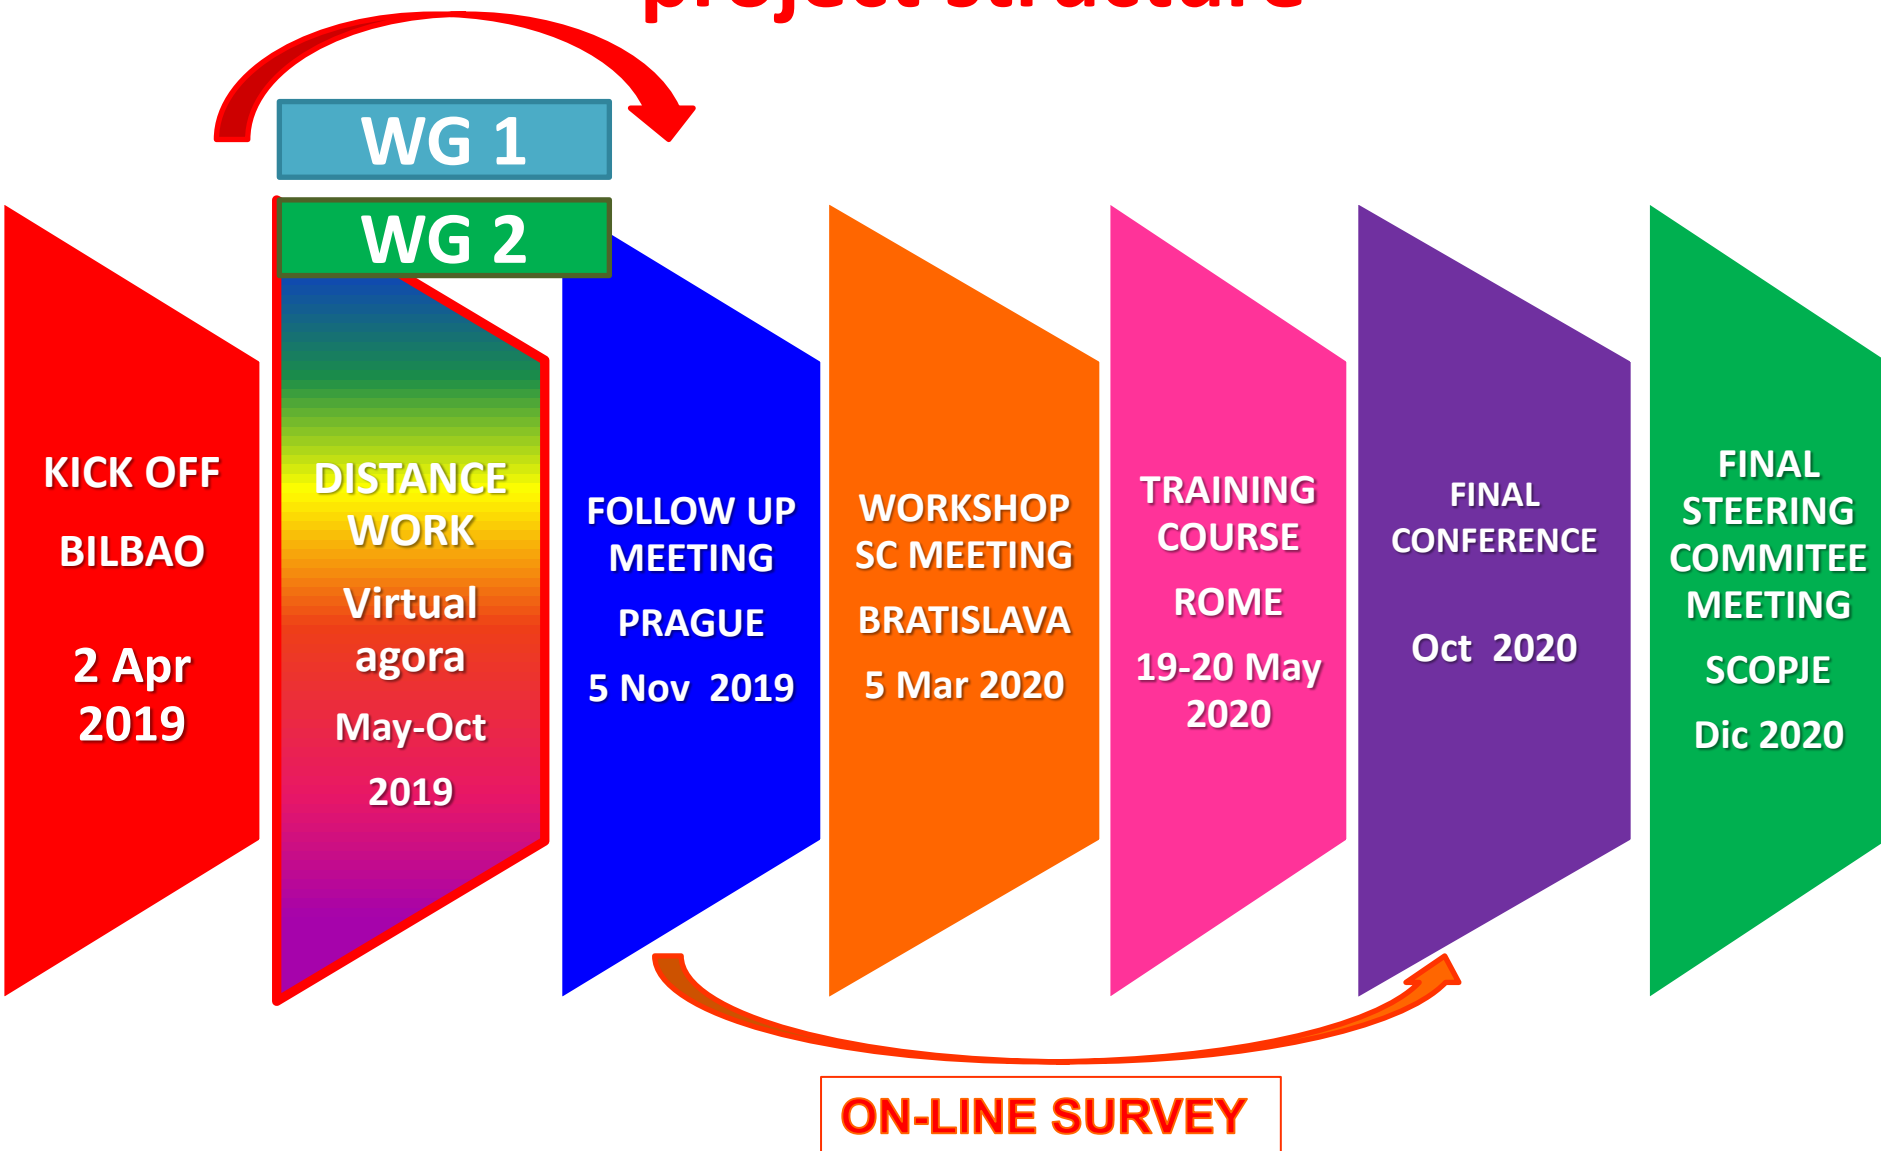 project structure
WG 1
WG 2
KICK OFF
BILBAO
2 Apr
2019
DISTANCE
WORK
Virtual
agora
May-Oct
2019
FOLLOW UP
MEETING
PRAGUE
5 Nov 2019
WORKSHOP
SC MEETING
BRATISLAVA
5 Mar 2020
TRAINING
COURSE
ROME
19-20 May
2020
FINAL
CONFERENCE
Oct 2020
FINAL
STEERING
COMMITEE
MEETING
SCOPJE
Dic 2020
ON-LINE SURVEY